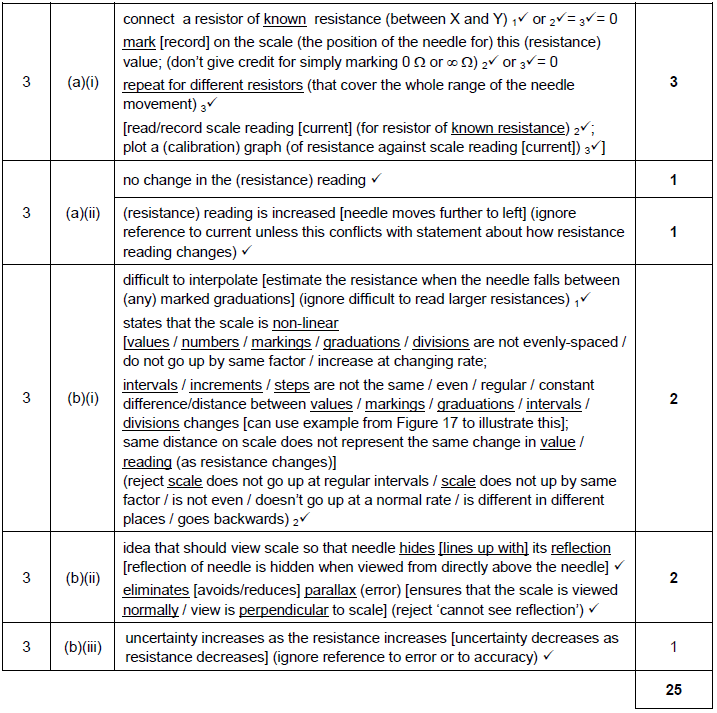 connect a resistor of known resistance (between X and Y) ₁✓ or ₂✓= ₃✓= 0
mark [record] on the scale (the position of the needle for) this (resistance)
value; (don't give credit for simply marking 0 Ω or ∞ Ω) ₂✓ or ₃✓= 0
3 (a)(i) repeat for different resistors (that cover the whole range of the needle 3
movement) ₃✓
[read/record scale reading [current] (for resistor of known resistance) ₂✓;
plot a (calibration) graph (of resistance against scale reading [current]) ₃✓]
3 (a)(ii)
no change in the (resistance) reading ✓ 1
(resistance) reading is increased [needle moves further to left] (ignore
reference to current unless this conflicts with statement about how resistance 1
reading changes) ✓
difficult to interpolate [estimate the resistance when the needle falls between
(any) marked graduations] (ignore difficult to read larger resistances) ₁✓
states that the scale is non-linear
[values / numbers / markings / graduations / divisions are not evenly-spaced /
do not go up by same factor / increase at changing rate;
3 (b)(i) intervals / increments / steps are not the same / even / regular / constant 2
difference/distance between values / markings / graduations / intervals /
divisions changes [can use example from Figure 17 to illustrate this];
same distance on scale does not represent the same change in value /
reading (as resistance changes)]
(reject scale does not go up at regular intervals / scale does not up by same
factor / is not even / doesn't go up at a normal rate / is different in different
places / goes backwards) ₂✓
idea that should view scale so that needle hides [lines up with] its reflection
[reflection of needle is hidden when viewed from directly above the needle] ✓
3 (b)(ii) eliminates [avoids/reduces] parallax (error) [ensures that the scale is viewed 2
normally / view is perpendicular to scale] (reject 'cannot see reflection') ✓
3 (b)(iii) uncertainty increases as the resistance increases [uncertainty decreases as 1
resistance decreases] (ignore reference to error or to accuracy) ✓
25